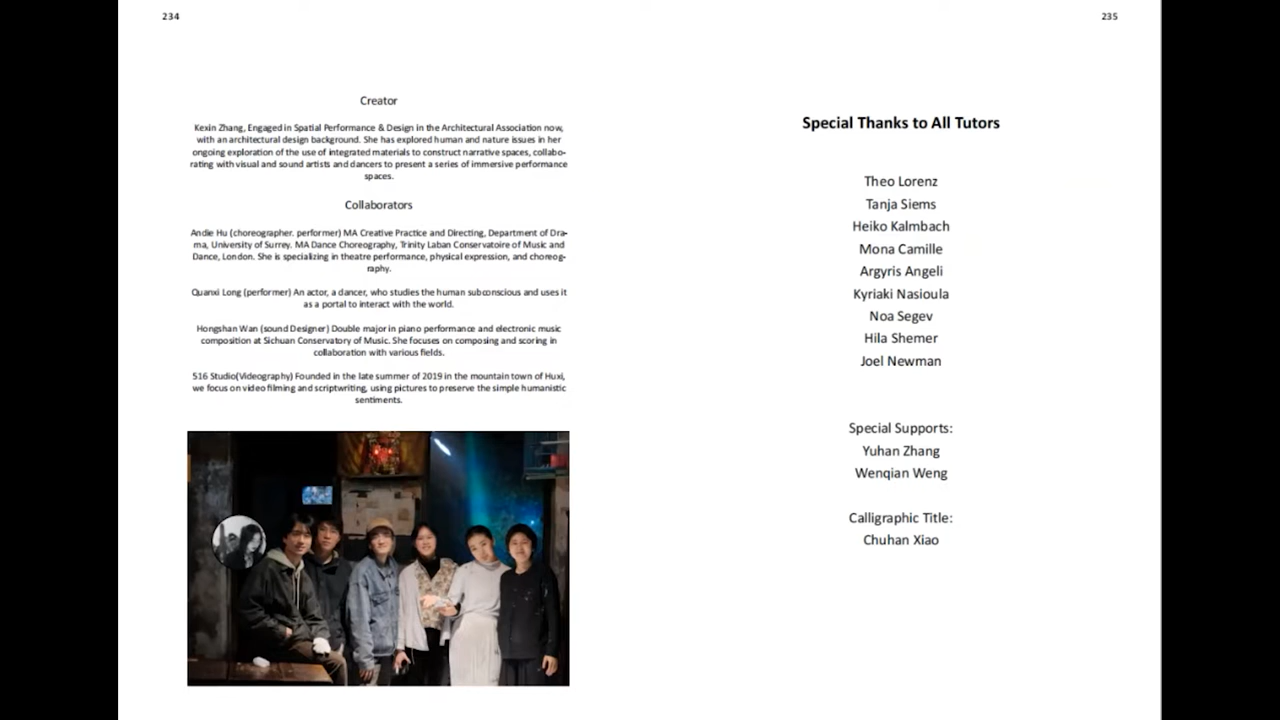 234
Creator
Kexin Zhang, Engaged in Spatial Performance & Design in the Architectural Association now,
with an architectural design background. She has explored human and nature issues in her
ongoing exploration of the use of integrated materials to construct narrative spaces, collabo-
rating with visual and sound artists and dancers to present a series of immersive performance
spaces.
Collaborators
Andie Hu (choreographer. performer) MA Creative Practice and Directing, Department of Dra-
ma, University of Surrey. MA Dance Choreography, Trinity Laban Conservatoire of Music and
Dance, London. She is specializing in theatre performance, physical expression, and choreog-
raphy.
Quanxi Long (performer) An actor, a dancer, who studies the human subconscious and uses it
as a portal to interact with the world.
Hongshan Wan (sound Designer) Double major in piano performance and electronic music
composition at Sichuan Conservatory of Music. She focuses on composing and scoring in
collaboration with various fields.
516 Studio(Videography) Founded in the late summer of 2019 in the mountain town of Huxi,
we focus on video filming and scriptwriting, using pictures to preserve the simple humanistic
sentiments.
235
Special Thanks to All Tutors
Theo Lorenz
Tanja Siems
Heiko Kalmbach
Mona Camille
Argyris Angeli
Kyriaki Nasioula
Noa Segev
Hila Shemer
Joel Newman
Special Supports:
Yuhan Zhang
Wenqian Weng
Calligraphic Title:
Chuhan Xiao